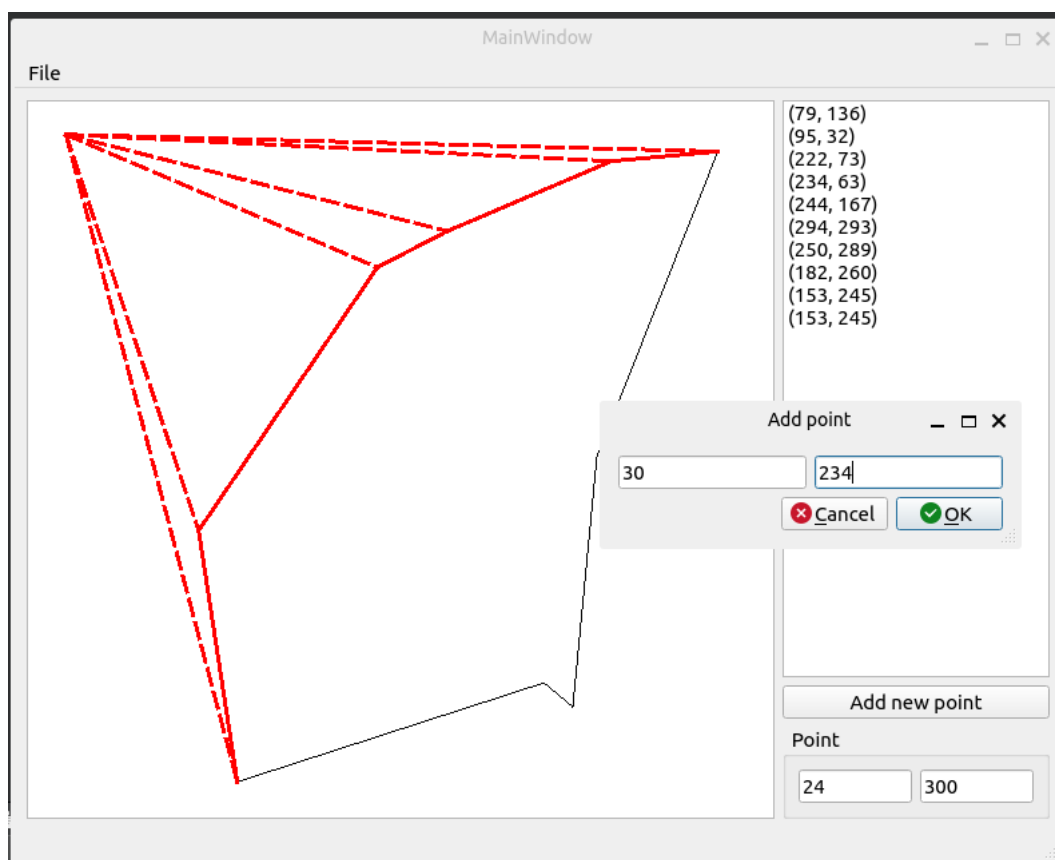 MainWindow
File
(79, 136)
(95, 32)
(222, 73)
(234, 63)
(244, 167)
(294, 293)
(250, 289)
(182, 260)
(153, 245)
(153, 245)
Add point
30 234
Cancel OK
Add new point
Point
24 300